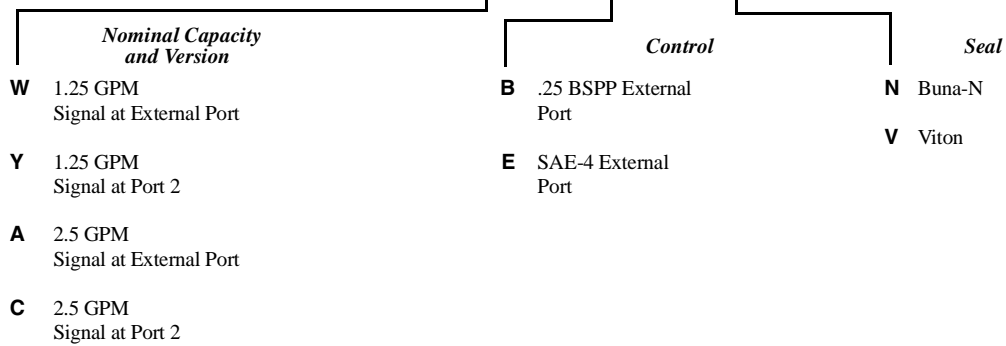 Nominal Capacity
and Version
W 1.25 GPM
Signal at External Port
Y 1.25 GPM
Signal at Port 2
A 2.5 GPM
Signal at External Port
C 2.5 GPM
Signal at Port 2
Control
B .25 BSPP External
Port
E SAE-4 External
Port
Seal
N Buna-N
V Viton